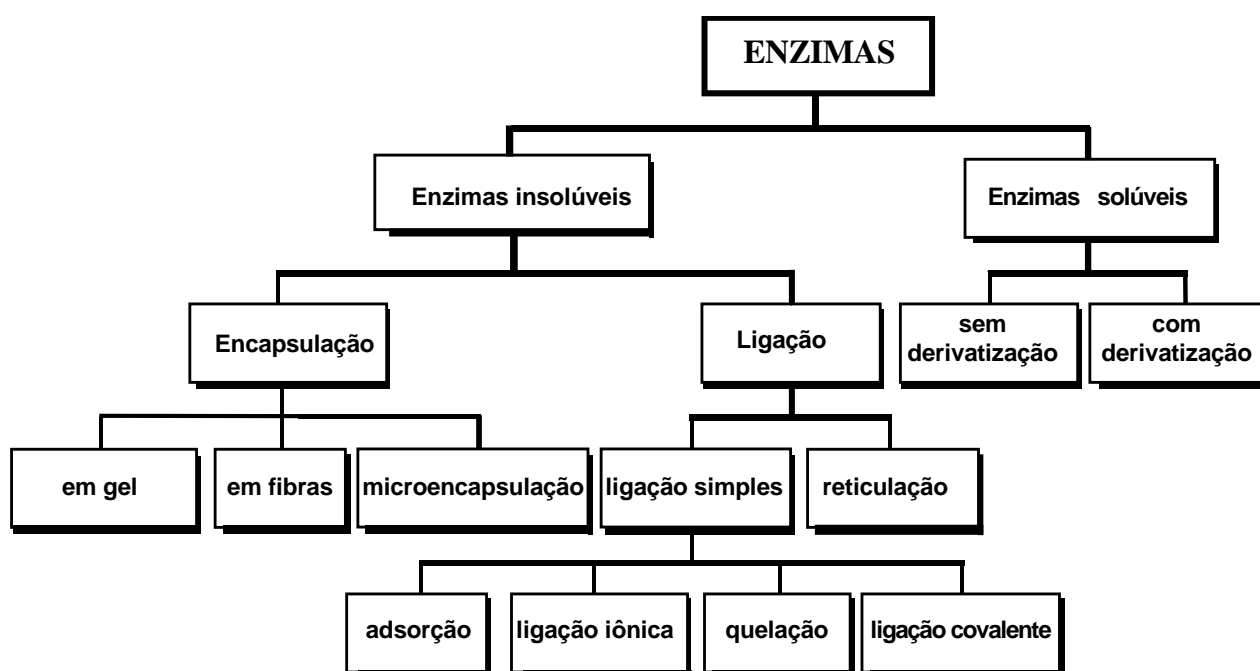 ENZIMAS
Enzimas insolúveis
Enzimas solúveis
Encapsulação
Ligação
sem
derivatização
com
derivatização
em gel
em fibras
microencapsulação
ligação simples
reticulação
adsorção
ligação iônica
quelação
ligação covalente